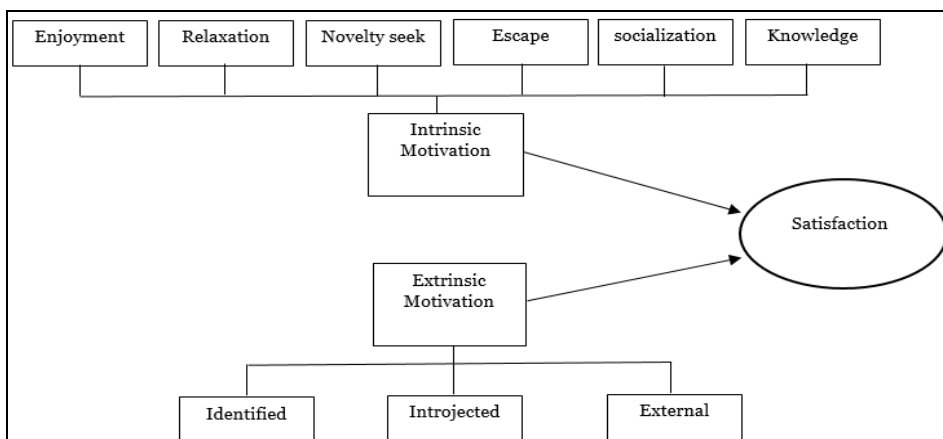 Enjoyment
Relaxation
Novelty seek
Escape
socialization
Knowledge
Intrinsic
Motivation
Satisfaction
Extrinsic
Motivation
Identified
Introjected
External